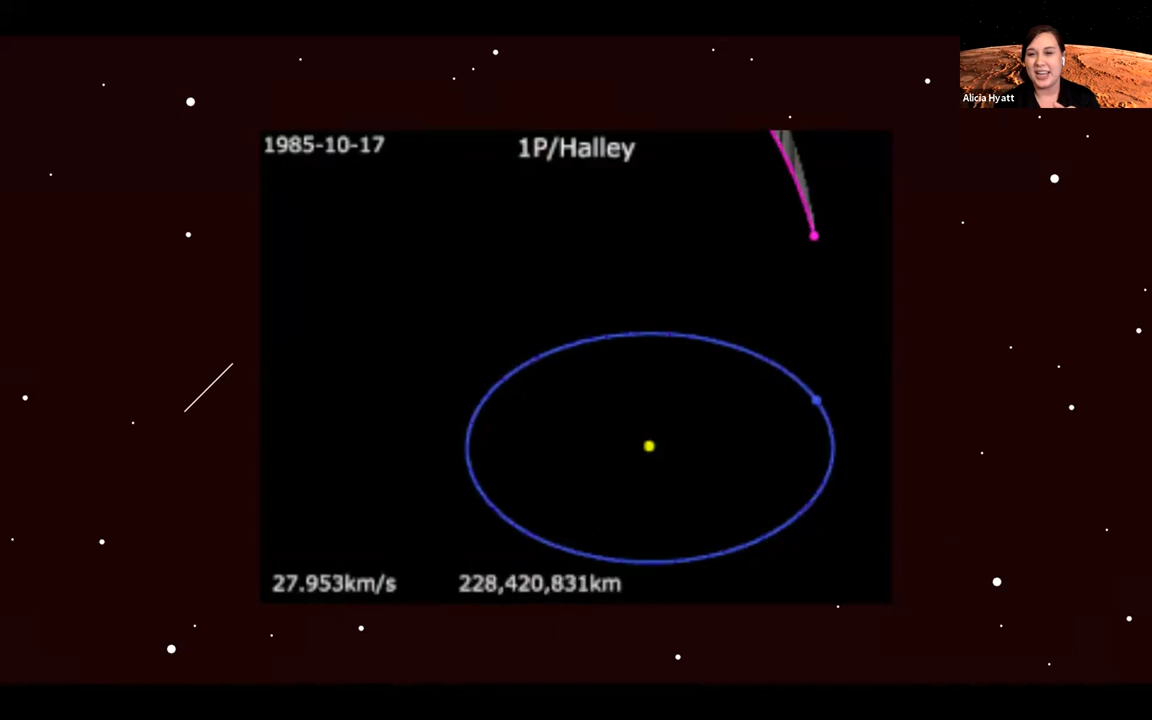 Alicia Hyatt
1985-10-17
1P/Halley
27.953km/s
228,420,831km